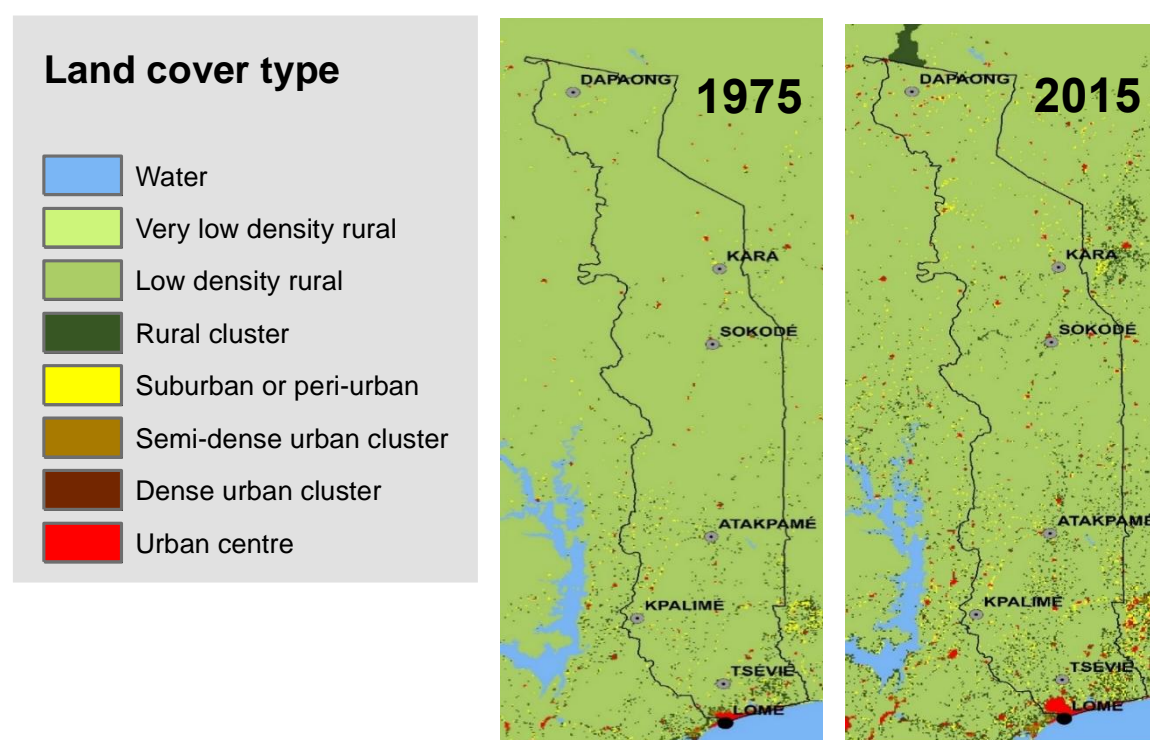 Land cover type
Water
Very low density rural
Low density rural
Rural cluster
Suburban or peri-urban
Semi-dense urban cluster
Dense urban cluster
Urban centre
1975
DAPAONG
KARA
SOKODÉ
ATAKPAMÉ
KPALIMÉ
TSÉVIÉ
LOMÉ
2015
DAPAONG
KARA
SOKODÉ
ATAKPAMÉ
KPALIMÉ
TSÉVIÉ
LOMÉ